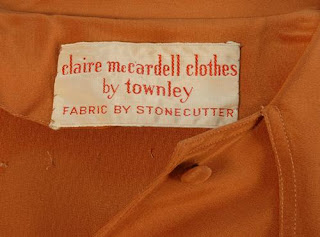 claire mccardell clothes
by townley
FABRIC BY STONECUTTER